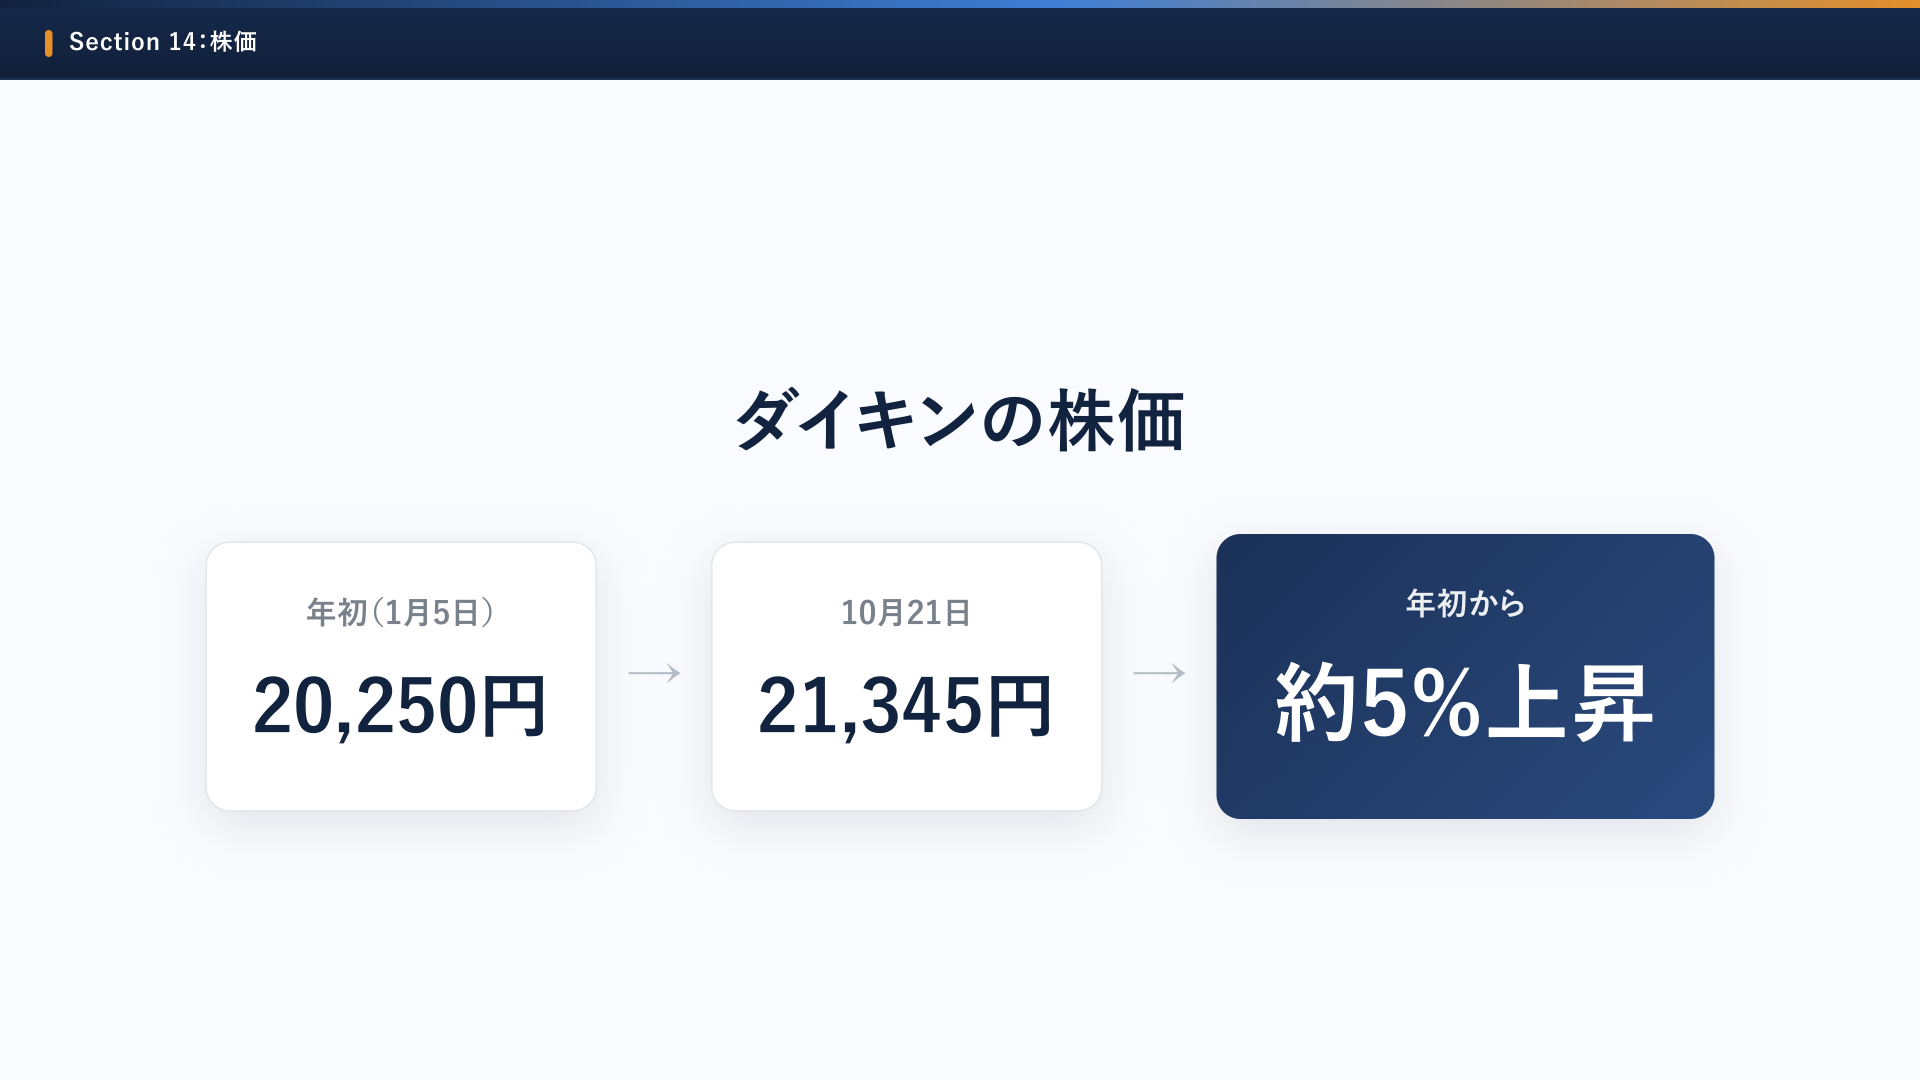 Section 14：株価
ダイキンの株価
年初（1月5日）
20,250円
→
10月21日
21,345円
→
年初から
約5%上昇